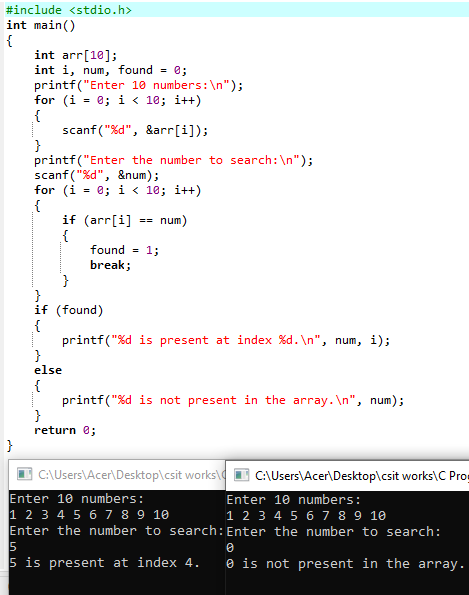 #include <stdio.h>
int main()
{
    int arr[10];
    int i, num, found = 0;
    printf("Enter 10 numbers:\n");
    for (i = 0; i < 10; i++)
    {
        scanf("%d", &arr[i]);
    }
    printf("Enter the number to search:\n");
    scanf("%d", &num);
    for (i = 0; i < 10; i++)
    {
        if (arr[i] == num)
        {
            found = 1;
            break;
        }
    }
    if (found)
    {
        printf("%d is present at index %d.\n", num, i);
    }
    else
    {
        printf("%d is not present in the array.\n", num);
    }
    return 0;
}
C:\Users\Acer\Desktop\csit works\C
Enter 10 numbers:
1 2 3 4 5 6 7 8 9 10
Enter the number to search:
5
5 is present at index 4.
C:\Users\Acer\Desktop\csit works\C Prog
Enter 10 numbers:
1 2 3 4 5 6 7 8 9 10
Enter the number to search:
0
0 is not present in the array.